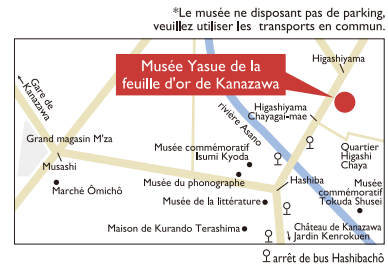 *Le musée ne disposant pas de parking,
veuillez utiliser les transports en commun.
Musée Yasue de la
feuille d'or de Kanazawa
Higashiyama
Gare de
Kanazawa
rivière Asano
Higashiyama
Chayagai-mae
Grand magasin M'za
Musashi
Marché Ômichô
Musée commémoratif
Isumi Kyoda
Quartier
Higashi
Chaya
Musée du phonographe
Hashiba
Musée de la littérature
Musée
commémoratif
Tokuda Shusei
Maison de Kurando Terashima
Château de Kanazawa
Jardin Kenrokuen
arrêt de bus Hashibachô